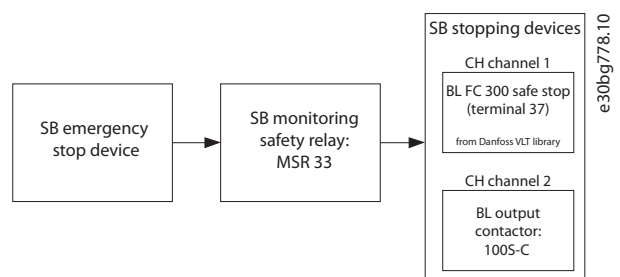 SB emergency
stop device
SB monitoring
safety relay:
MSR 33
SB stopping devices
CH channel 1
BL FC 300 safe stop
(terminal 37)
from Danfoss VLT library
CH channel 2
BL output
contactor:
100S-C
e30bg778.10